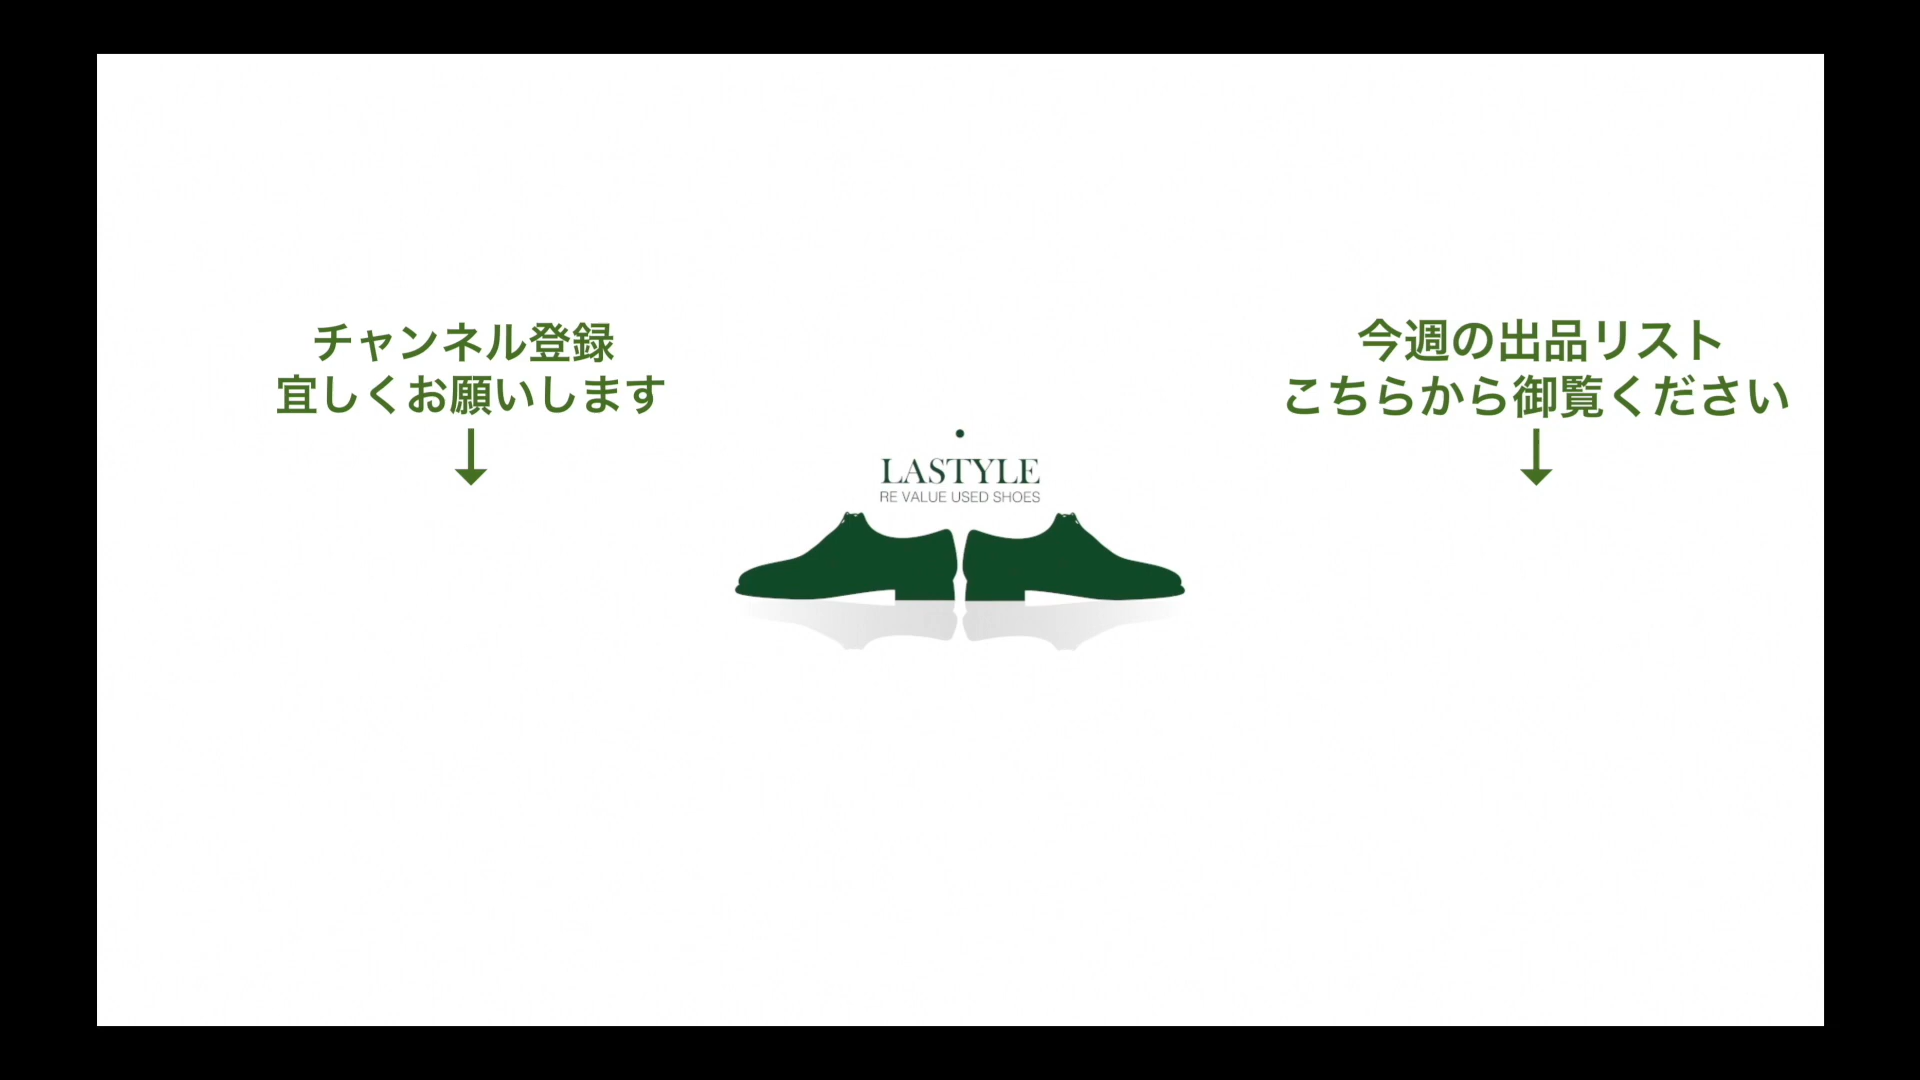 チャンネル登録
宜しくお願いします
↓
今週の出品リスト
こちらから御覧ください
↓
LASTYLE
RE VALUE USED SHOES